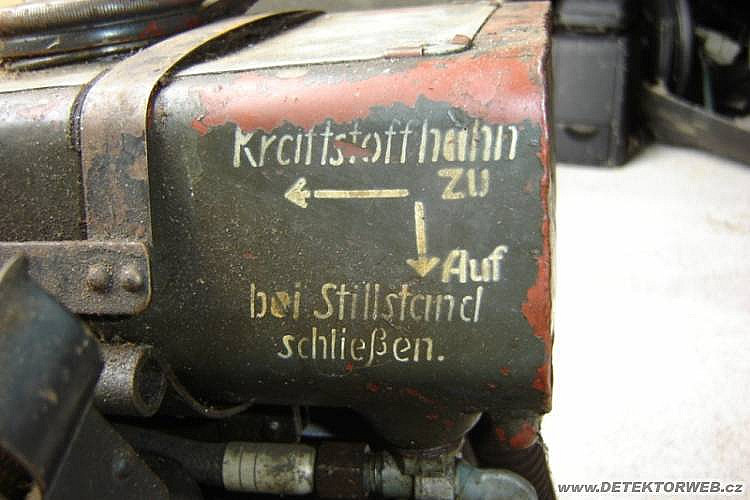 Kraftstoffhahn
ZU
Auf
bei Stillstand
schließen.
www.DETEKTORWEB.cz